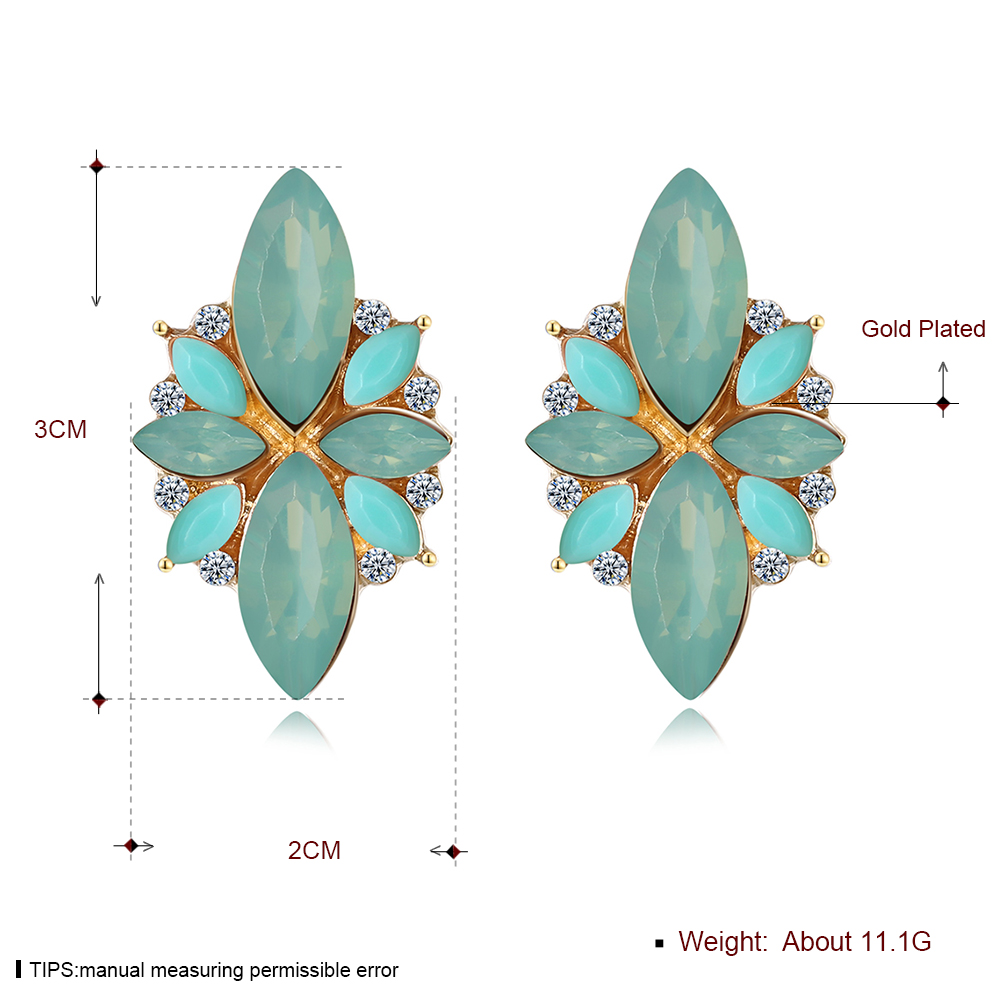 Gold Plated
3CM
2CM
Weight: About 11.1G
TIPS:manual measuring permissible error